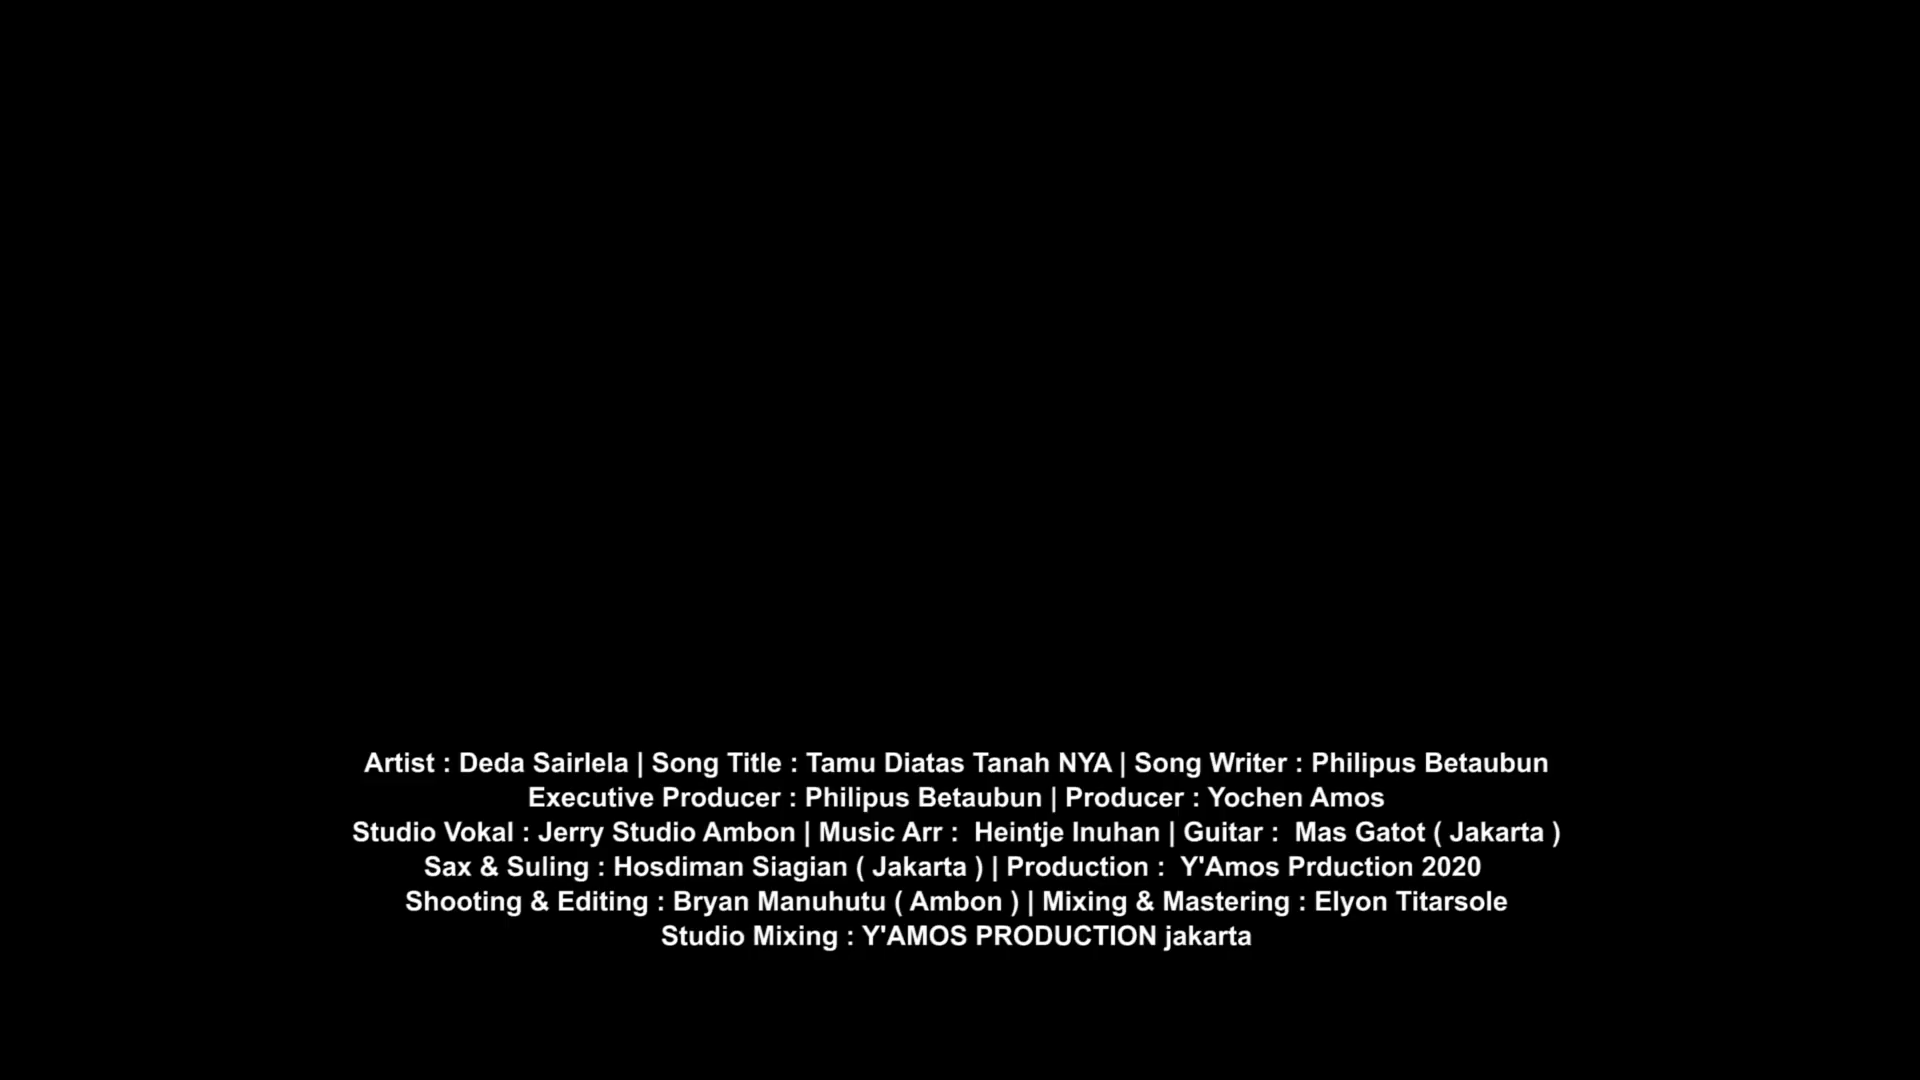 Artist : Deda Sairlela | Song Title : Tamu Diatas Tanah NYA | Song Writer : Philipus Betaubun
Executive Producer : Philipus Betaubun | Producer : Yochen Amos
Studio Vokal : Jerry Studio Ambon | Music Arr :  Heintje Inuhan | Guitar :  Mas Gatot ( Jakarta )
Sax & Suling : Hosdiman Siagian ( Jakarta ) | Production :  Y'Amos Prduction 2020
Shooting & Editing : Bryan Manuhutu ( Ambon ) | Mixing & Mastering : Elyon Titarsole
Studio Mixing : Y'AMOS PRODUCTION jakarta